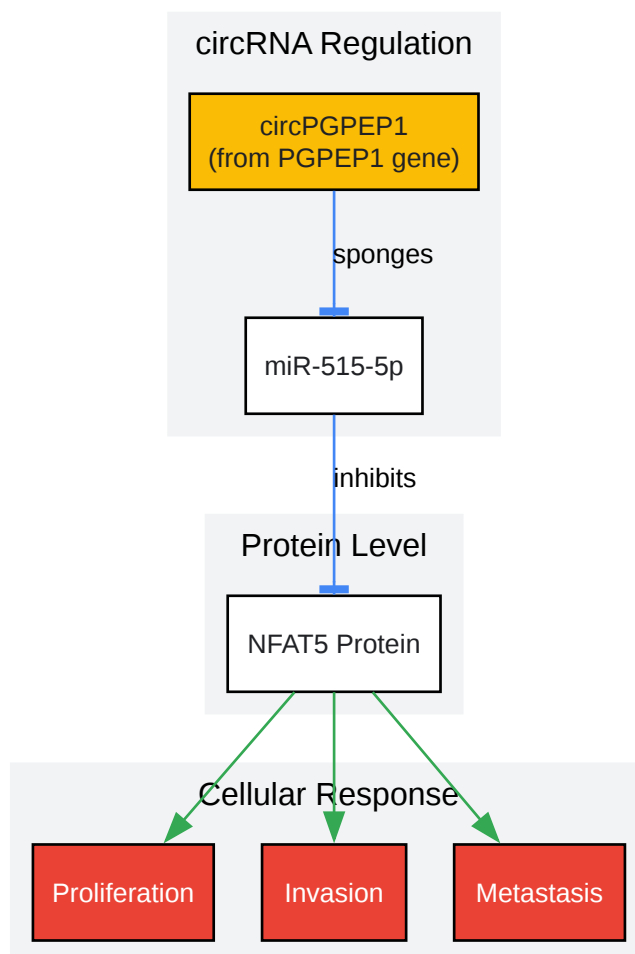 circRNA Regulation
circPGPEP1
(from PGPEP1 gene)
sponges
miR-515-5p
inhibits
Protein Level
NFAT5 Protein
Cellular Response
Proliferation
Invasion
Metastasis